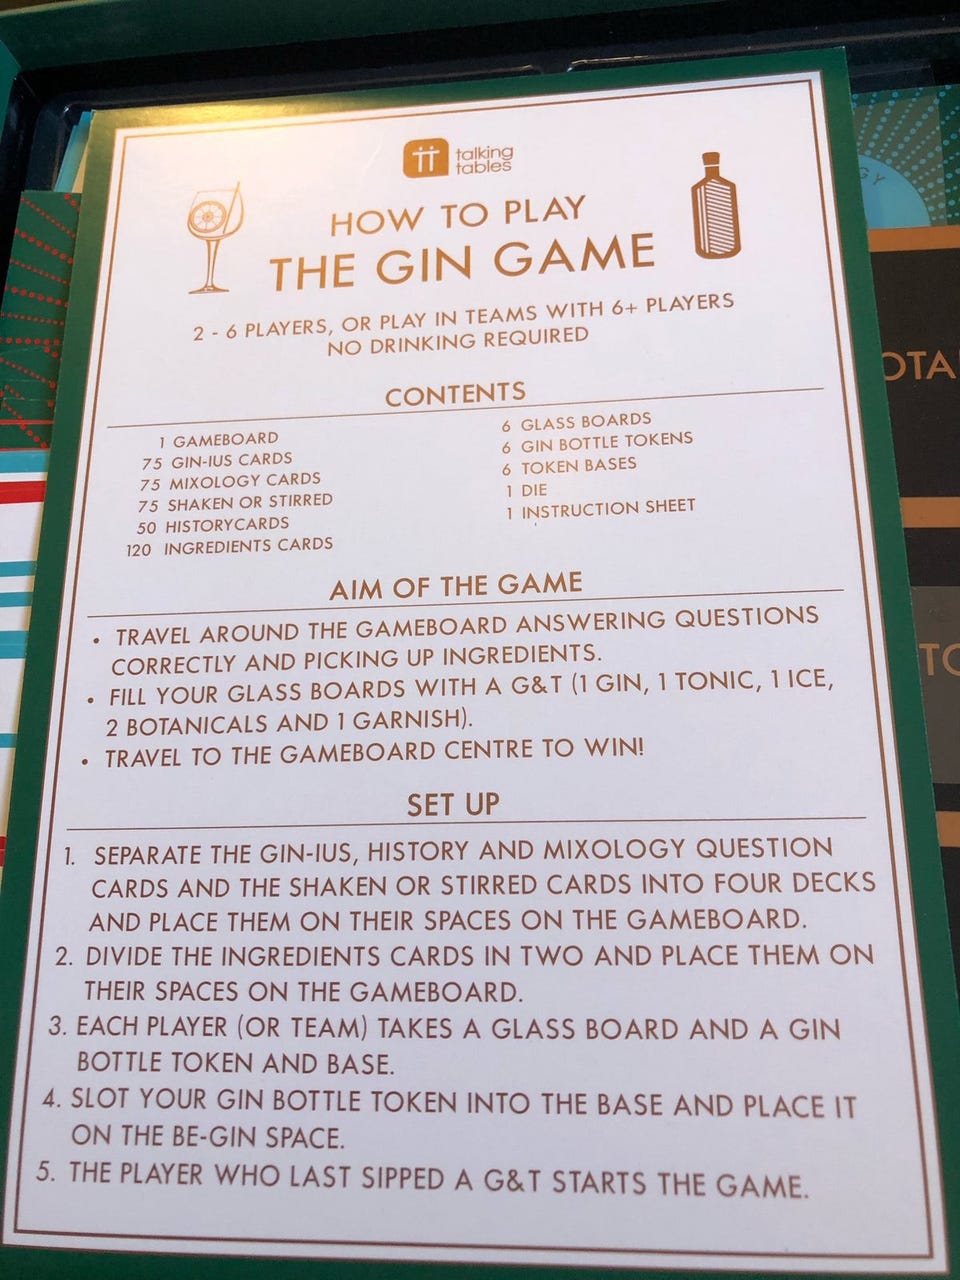 talking
tables
HOW TO PLAY
THE GIN GAME
2 - 6 PLAYERS, OR PLAY IN TEAMS WITH 6+ PLAYERS
NO DRINKING REQUIRED
CONTENTS
1 GAMEBOARD
75 GIN-IUS CARDS
75 MIXOLOGY CARDS
75 SHAKEN OR STIRRED
50 HISTORYCARDS
120 INGREDIENTS CARDS
6 GLASS BOARDS
6 GIN BOTTLE TOKENS
6 TOKEN BASES
1 DIE
1 INSTRUCTION SHEET
AIM OF THE GAME
• TRAVEL AROUND THE GAMEBOARD ANSWERING QUESTIONS
CORRECTLY AND PICKING UP INGREDIENTS.
• FILL YOUR GLASS BOARDS WITH A G&T (1 GIN, 1 TONIC, 1 ICE,
2 BOTANICALS AND 1 GARNISH).
• TRAVEL TO THE GAMEBOARD CENTRE TO WIN!
SET UP
1. SEPARATE THE GIN-IUS, HISTORY AND MIXOLOGY QUESTION
CARDS AND THE SHAKEN OR STIRRED CARDS INTO FOUR DECKS
AND PLACE THEM ON THEIR SPACES ON THE GAMEBOARD.
2. DIVIDE THE INGREDIENTS CARDS IN TWO AND PLACE THEM ON
THEIR SPACES ON THE GAMEBOARD.
3. EACH PLAYER (OR TEAM) TAKES A GLASS BOARD AND A GIN
BOTTLE TOKEN AND BASE.
4. SLOT YOUR GIN BOTTLE TOKEN INTO THE BASE AND PLACE IT
ON THE BE-GIN SPACE.
5. THE PLAYER WHO LAST SIPPED A G&T STARTS THE GAME.